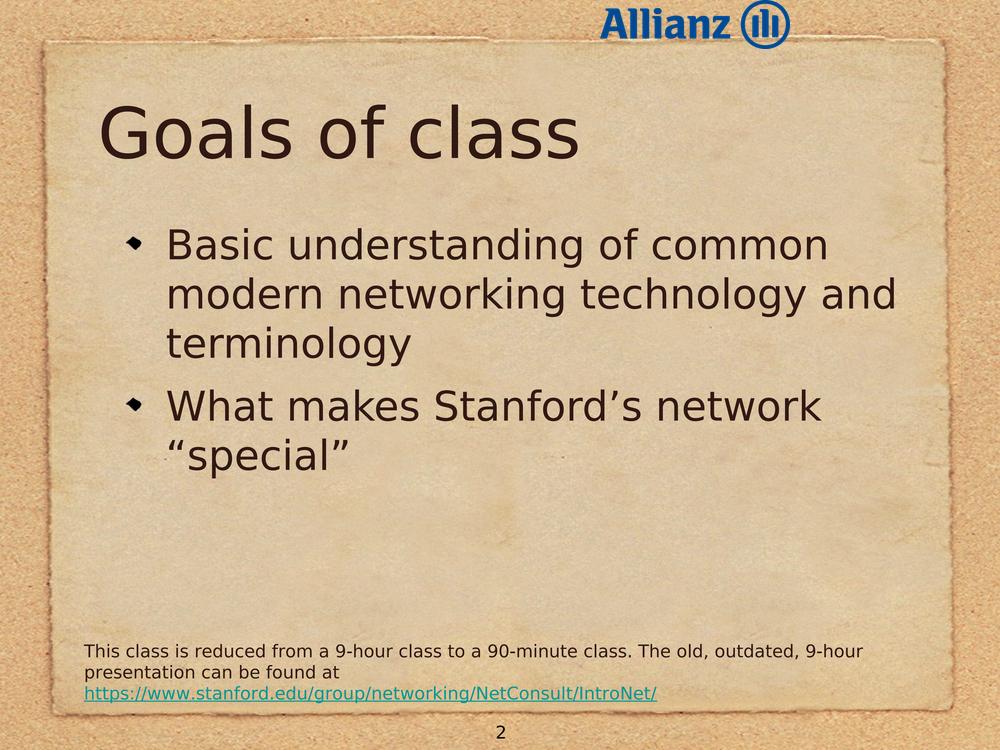 Allianz
Goals of class
Basic understanding of common
modern networking technology and
terminology
What makes Stanford’s network
“special”
This class is reduced from a 9-hour class to a 90-minute class. The old, outdated, 9-hour
presentation can be found at
https://www.stanford.edu/group/networking/NetConsult/IntroNet/
2